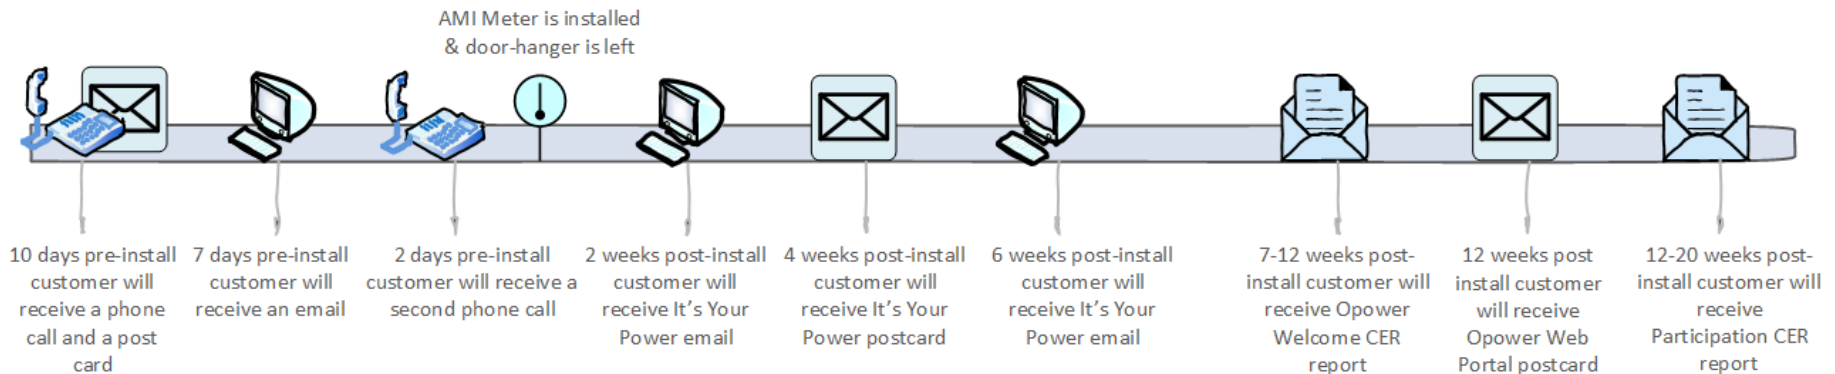 AMI Meter is installed
& door-hanger is left
10 days pre-install
customer will
receive a phone
call and a post
card
7 days pre-install
customer will
receive an email
2 days pre-install
customer will receive a
second phone call
2 weeks post-install
customer will
receive It's Your
Power email
4 weeks post-install
customer will
receive It's Your
Power postcard
6 weeks post-install
customer will
receive It's Your
Power email
7-12 weeks post-
install customer will
receive Opower
Welcome CER
report
12 weeks post
install customer
will receive
Opower Web
Portal postcard
12-20 weeks post-
install customer will
receive
Participation CER
report